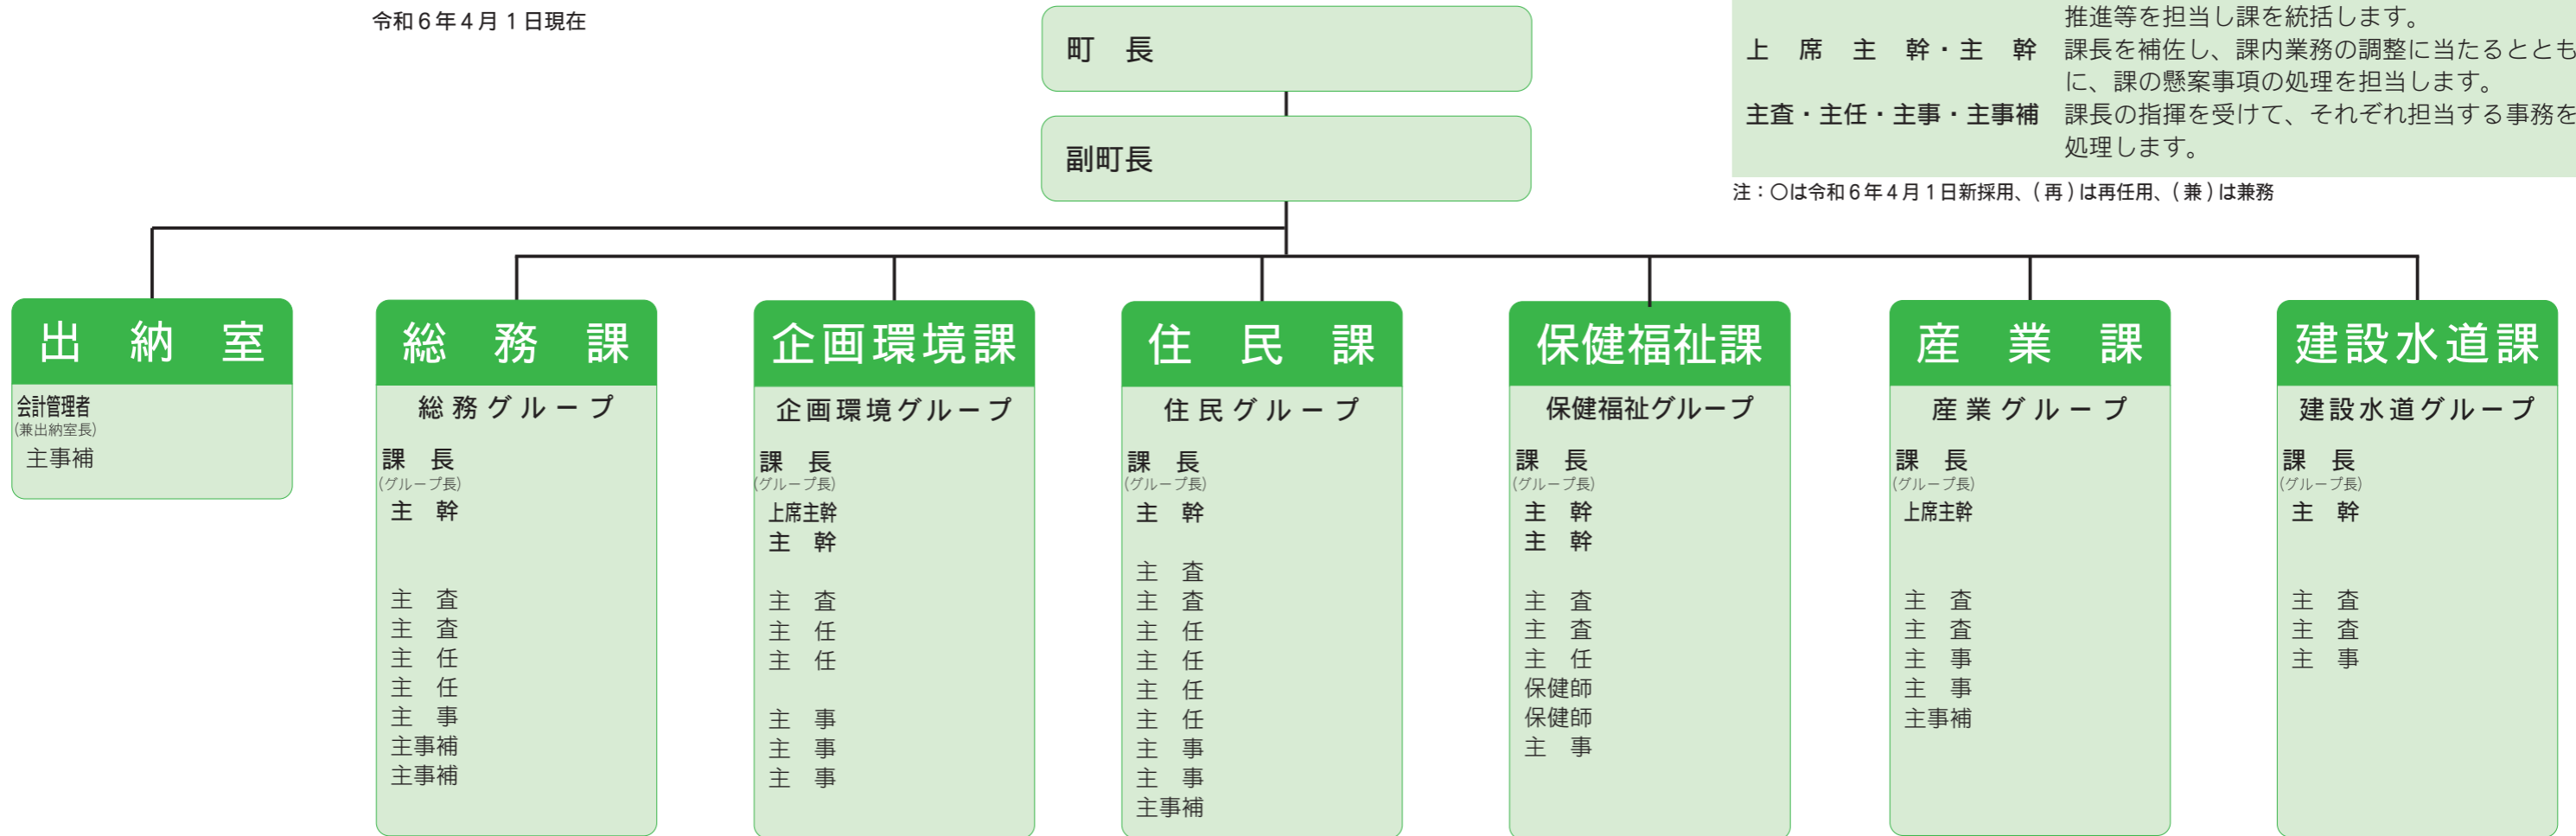 令和６年４月１日現在
町　長
副町長
推進等を担当し課を統括します。
上　席　主　幹・主　幹　課長を補佐し、課内業務の調整に当たるととも
に、課の懸案事項の処理を担当します。
主査・主任・主事・主事補　課長の指揮を受けて、それぞれ担当する事務を
処理します。
注：〇は令和６年４月１日新採用、（再）は再任用、（兼）は兼務
出　納　室
会計管理者
(兼出納室長)
主事補
総　務　課
総務グループ
課　長
(グループ長)
主　幹
主　査
主　査
主　任
主　任
主　事
主事補
主事補
企画環境課
企画環境グループ
課　長
(グループ長)
上席主幹
主　幹
主　査
主　任
主　任
主　事
主　事
主　事
住　民　課
住民グループ
課　長
(グループ長)
主　幹
主　査
主　査
主　任
主　任
主　任
主　任
主　事
主　事
主事補
保健福祉課
保健福祉グループ
課　長
(グループ長)
主　幹
主　幹
主　査
主　査
主　任
保健師
保健師
主　事
産　業　課
産業グループ
課　長
(グループ長)
上席主幹
主　査
主　査
主　事
主　事
主事補
建設水道課
建設水道グループ
課　長
(グループ長)
主　幹
主　査
主　査
主　事